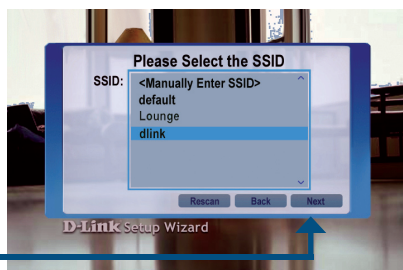 Please Select the SSID
SSID:
<Manually Enter SSID>
default
Lounge
dlink
Rescan Back Next
D-Link Setup Wizard